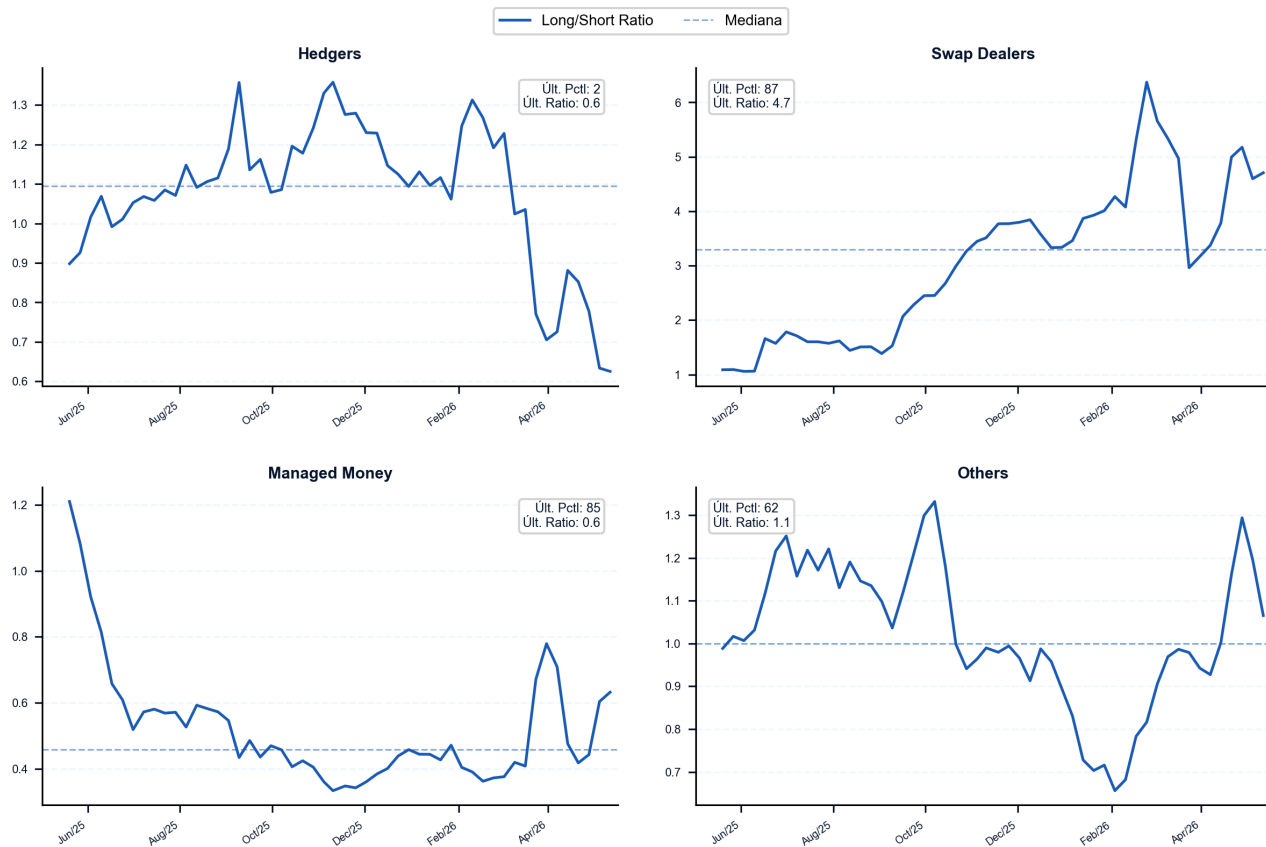 Long/Short Ratio
Mediana
Hedgers
Últ. Pctl: 2
Últ. Ratio: 0.6
1.3
1.2
1.1
1.0
0.9
0.8
0.7
0.6
Jun/25
Aug/25
Oct/25
Dec/25
Feb/26
Apr/26
Swap Dealers
Últ. Pctl: 87
Últ. Ratio: 4.7
6
5
4
3
2
1
Jun/25
Aug/25
Oct/25
Dec/25
Feb/26
Apr/26
Managed Money
Últ. Pctl: 85
Últ. Ratio: 0.6
1.2
1.0
0.8
0.6
0.4
Jun/25
Aug/25
Oct/25
Dec/25
Feb/26
Apr/26
Others
Últ. Pctl: 62
Últ. Ratio: 1.1
1.3
1.2
1.1
1.0
0.9
0.8
0.7
Jun/25
Aug/25
Oct/25
Dec/25
Feb/26
Apr/26